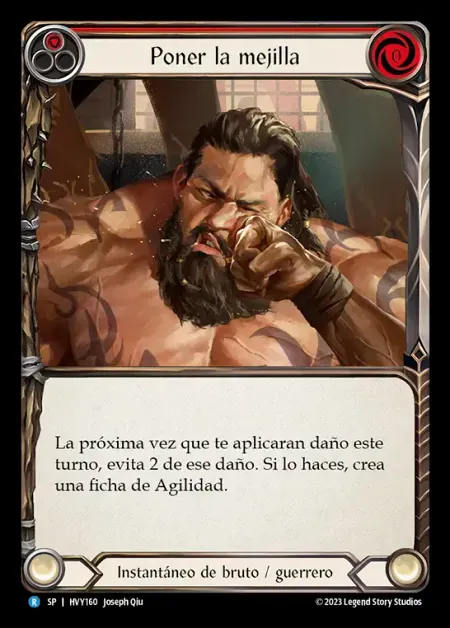 Poner la mejilla
0
La próxima vez que te aplicaran daño este
turno, evita 2 de ese daño. Si lo haces, crea
una ficha de Agilidad.
Instantáneo de bruto / guerrero
R SP | HVY160 Joseph Qiu
© 2023 Legend Story Studios